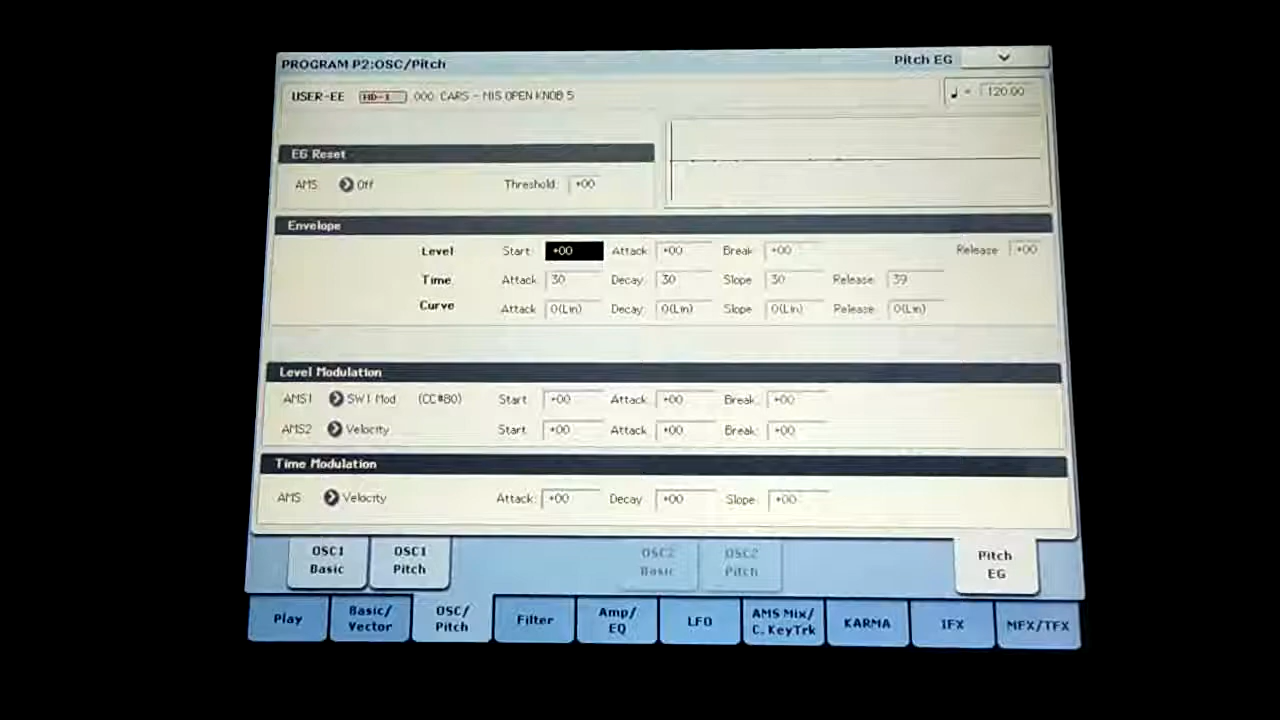 PROGRAM P2:OSC/Pitch Pitch EG
USER-EE HD-1 000: CARS - MIS OPEN KNOB 5 ♩ = 120.00
EG Reset
AMS Off Threshold: +00
Envelope
Level Start: +00 Attack: +00 Break: +00 Release: +00
Time Attack: 30 Decay: 30 Slope: 30 Release: 39
Curve Attack: 0(Lin) Decay: 0(Lin) Slope: 0(Lin) Release: 0(Lin)
Level Modulation
AMS1 SW1 Mod (CC#80) Start: +00 Attack: +00 Break: +00
AMS2 Velocity Start: +00 Attack: +00 Break: +00
Time Modulation
AMS Velocity Attack: +00 Decay: +00 Slope: +00
OSC1 Basic OSC1 Pitch OSC2 Basic OSC2 Pitch Pitch EG
Play Basic/Vector OSC/Pitch Filter Amp/EQ LFO AMS Mix/C. KeyTrk KARMA IFX MFX/TFX